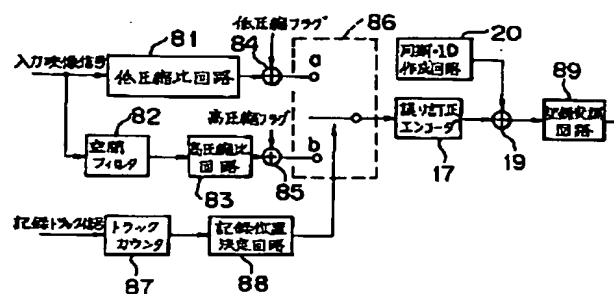 81
低圧縮フラグ
84
86
20
入力映像信号
低圧縮比回路
a
同期・ID
作成回路
89
高圧縮フラグ
82
空間
フィルタ
高圧縮比
回路
83
85
b
誤り訂正
エンコーダ
17
19
記録変調
回路
記録トラック信号
トラック
カウンタ
87
記録位置
決定回路
88